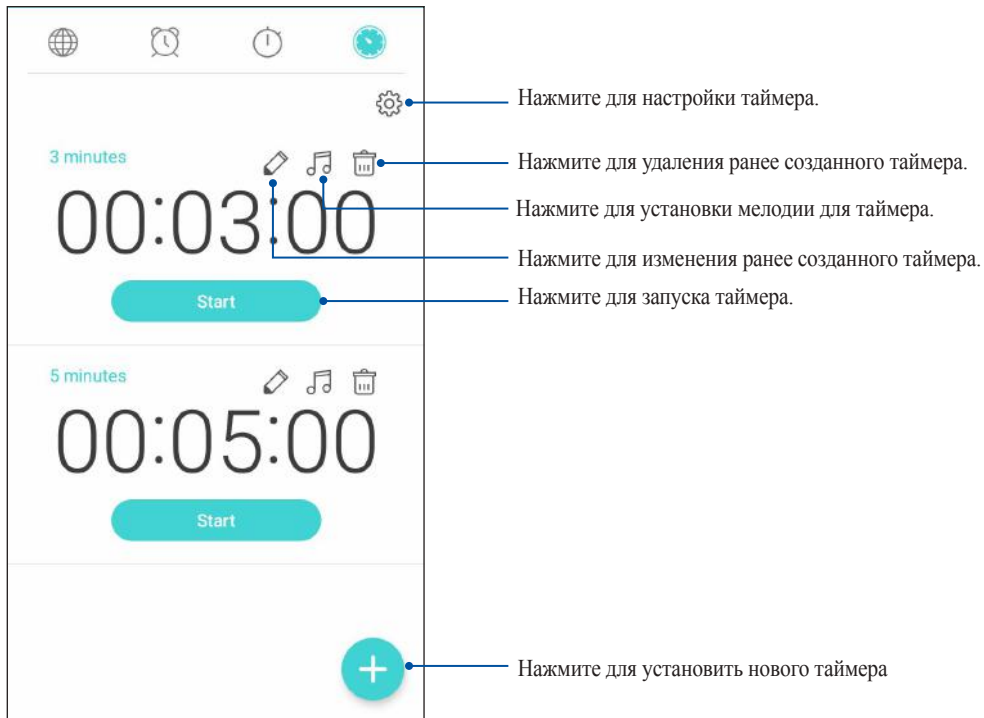 Нажмите для настройки таймера.
3 minutes
Нажмите для удаления ранее созданного таймера.
00:03:00
Нажмите для установки мелодии для таймера.
Нажмите для изменения ранее созданного таймера.
Start
Нажмите для запуска таймера.
5 minutes
00:05:00
Start
Нажмите для установить нового таймера